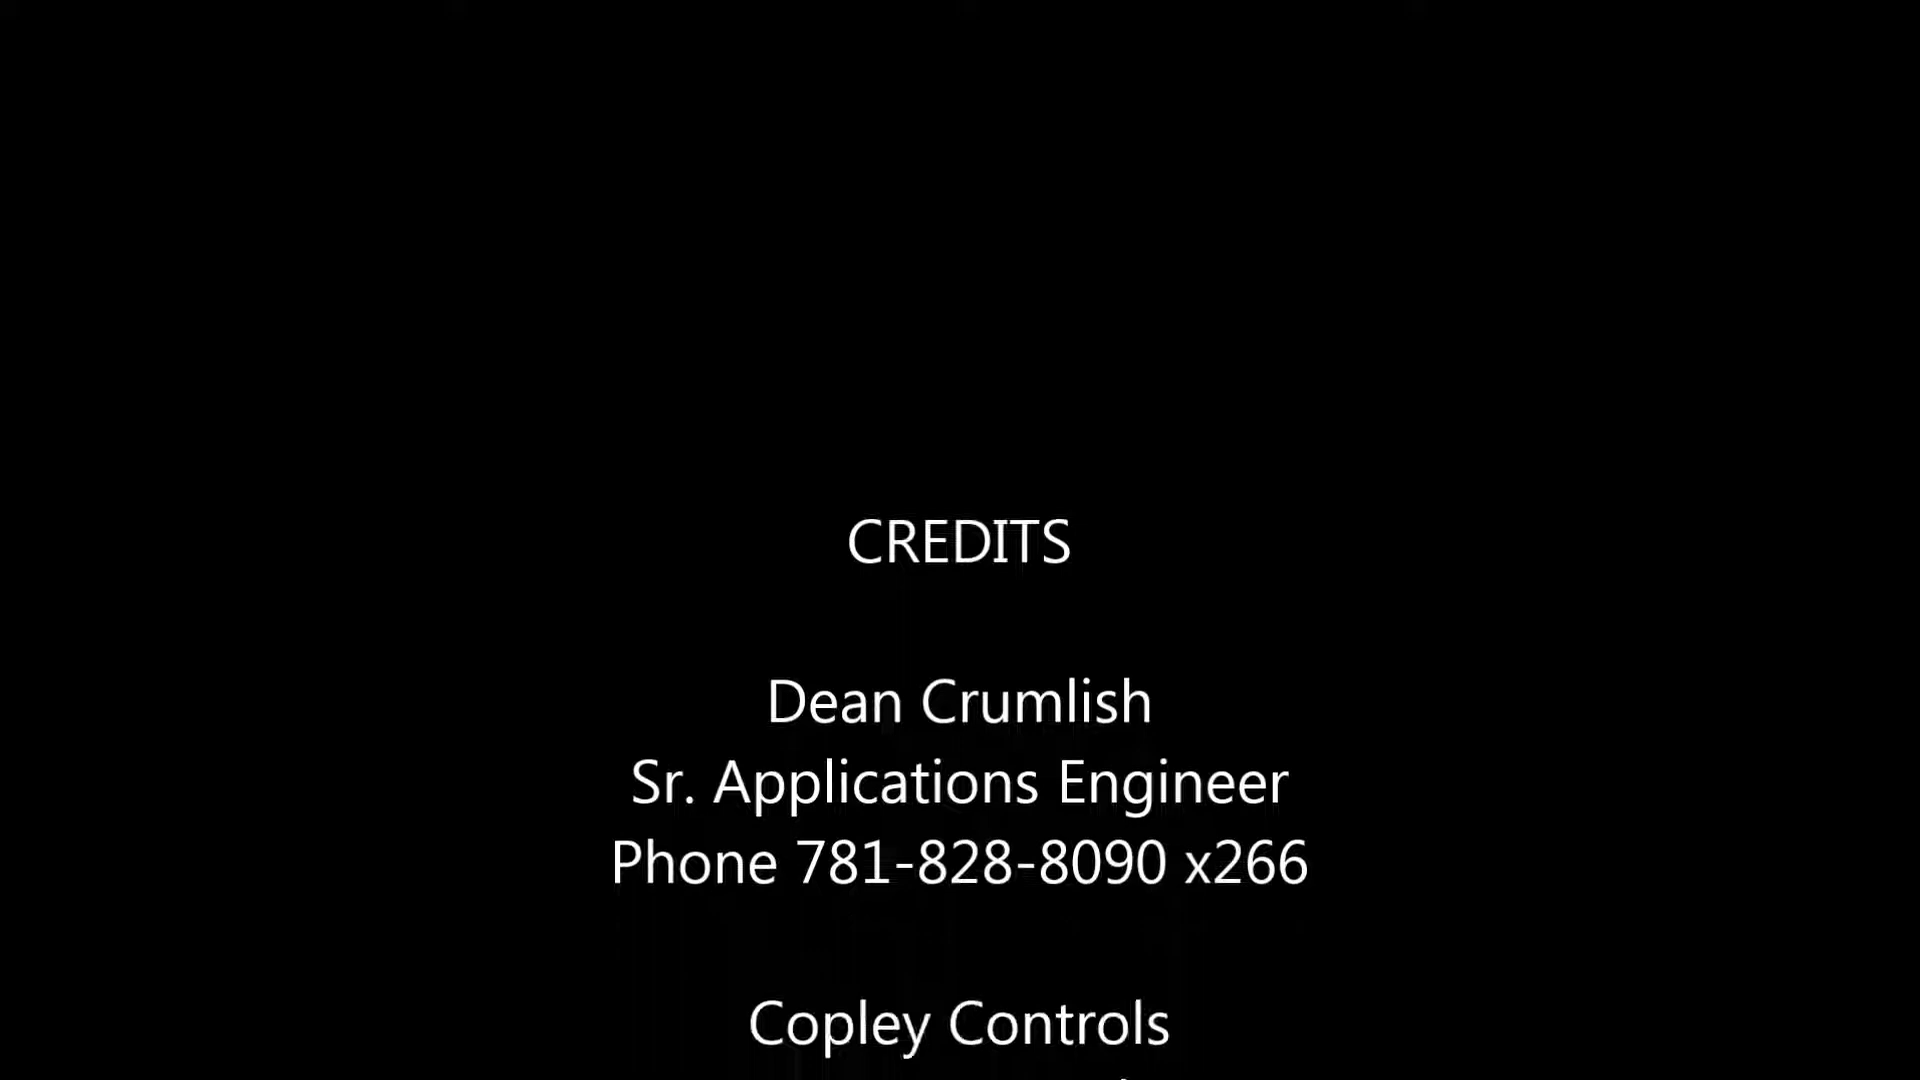 CREDITS
Dean Crumlish
Sr. Applications Engineer
Phone 781-828-8090 x266
Copley Controls